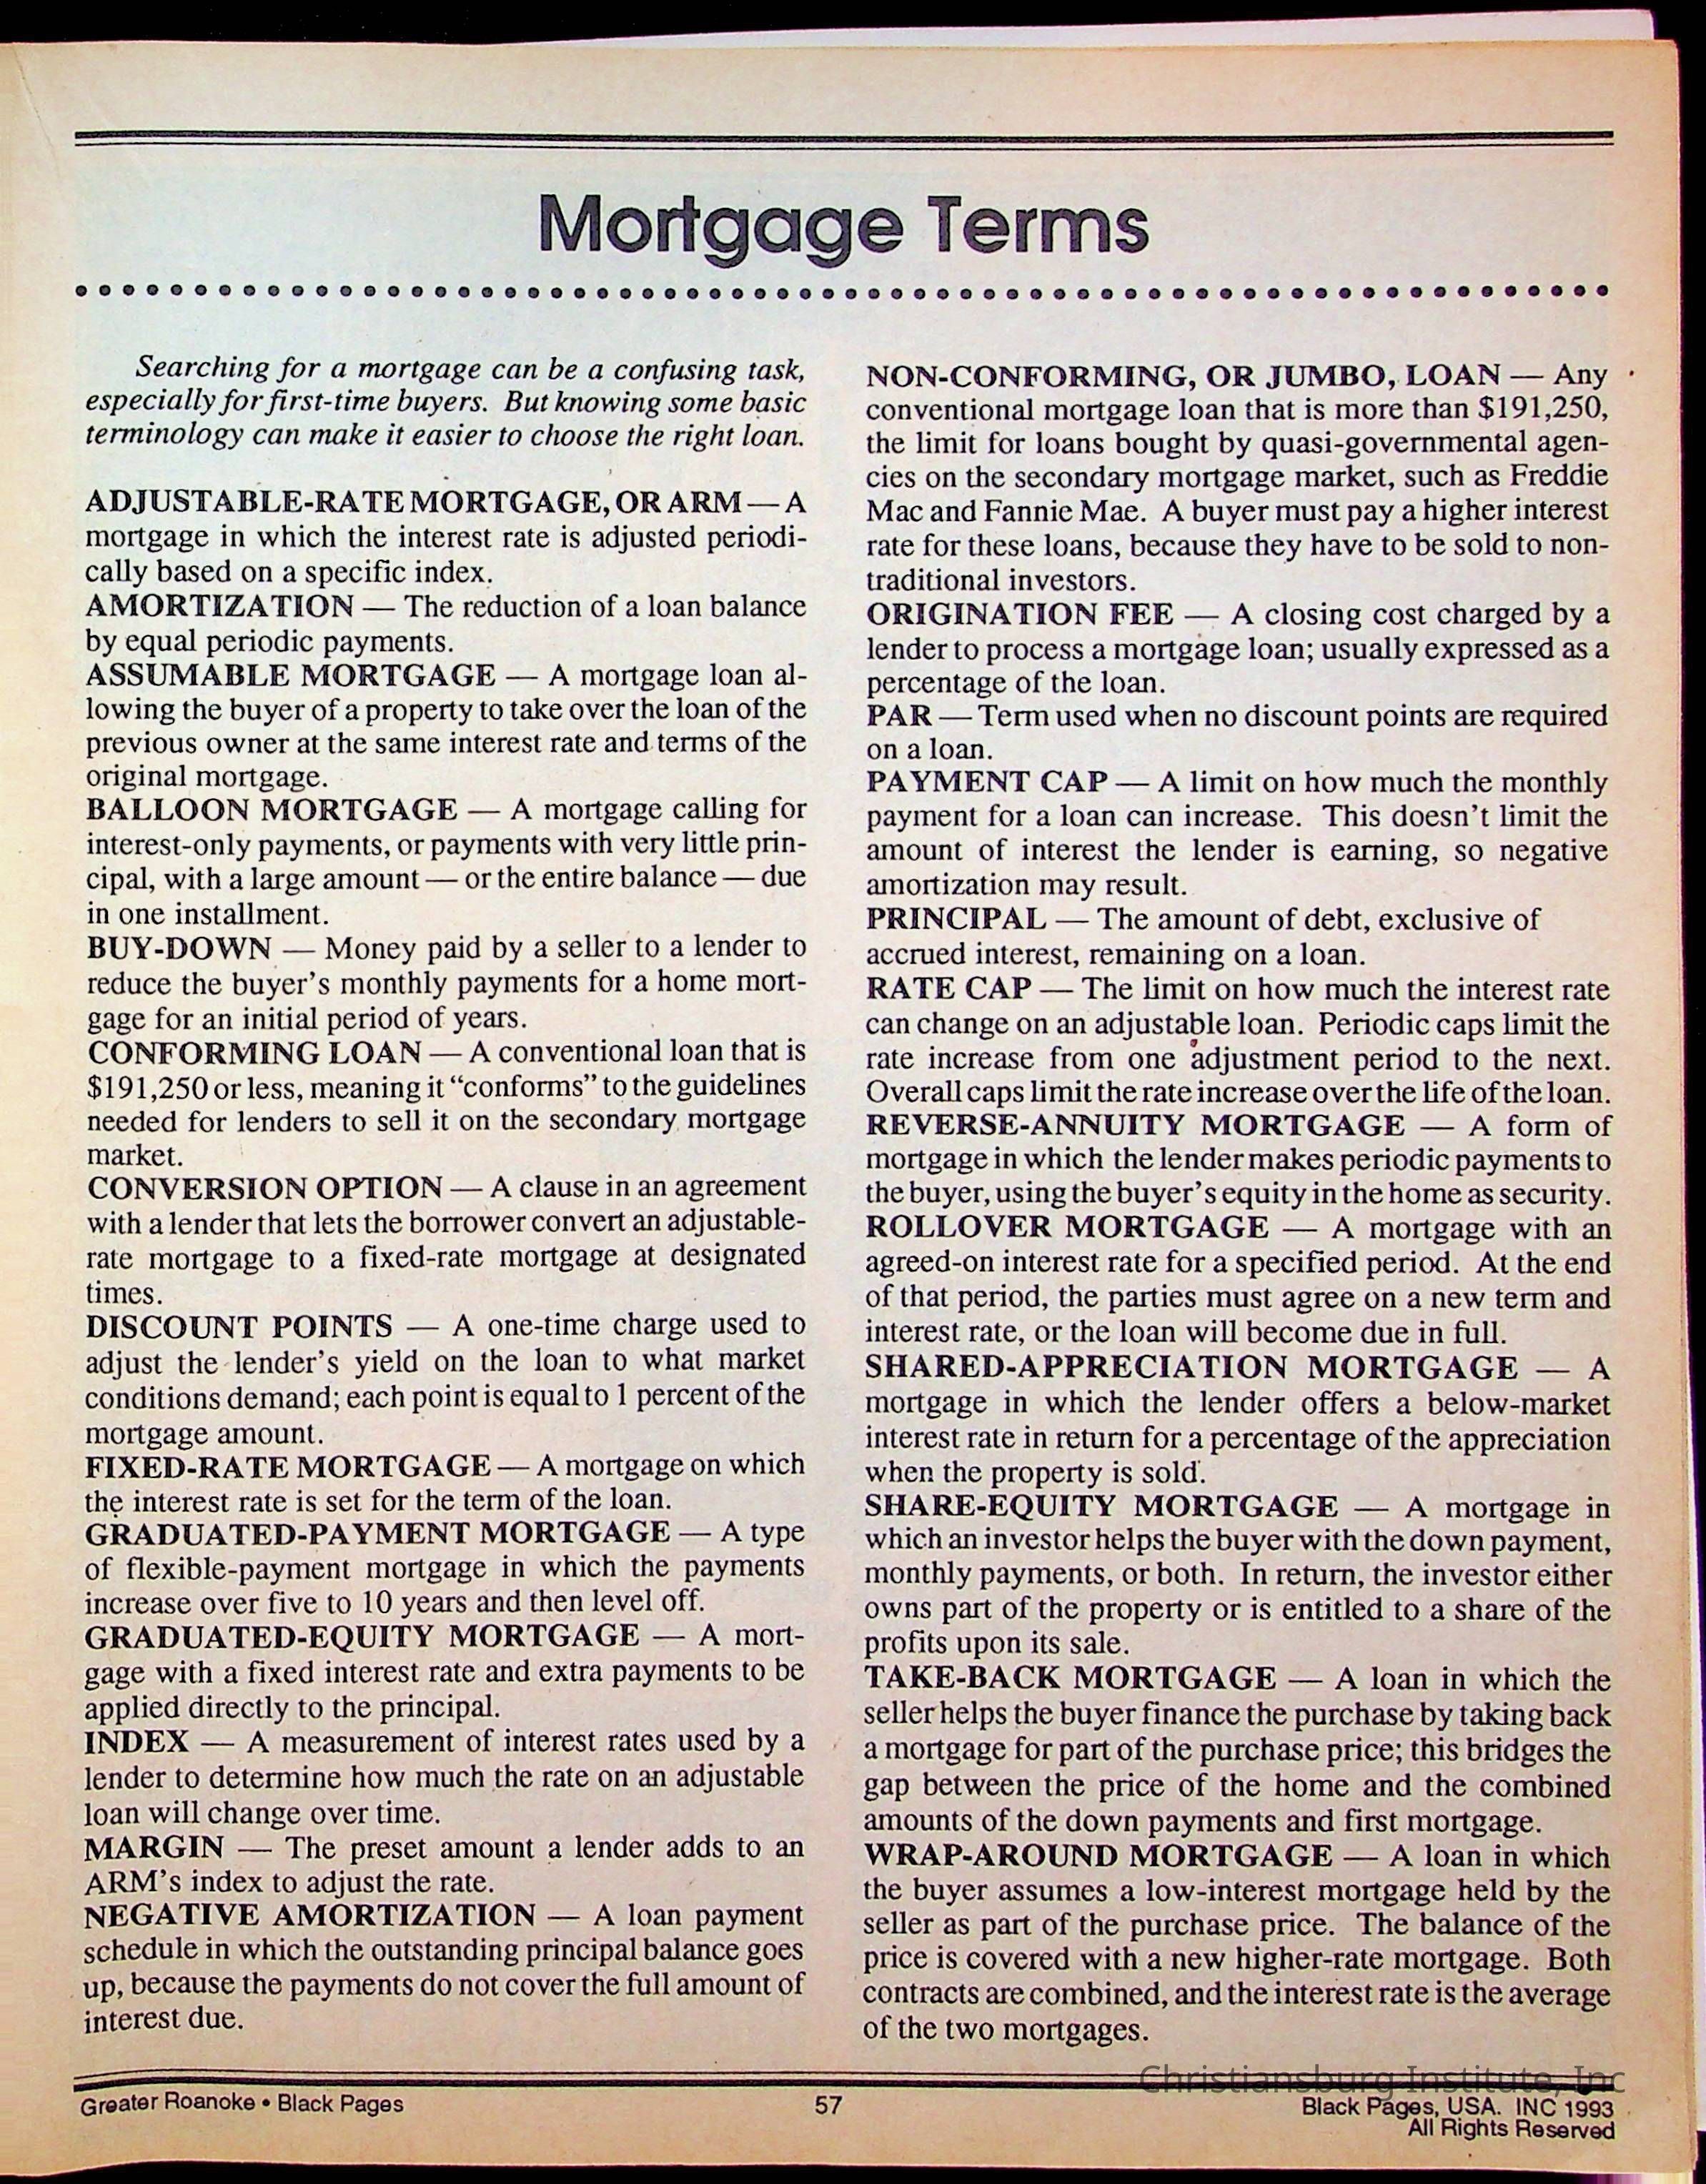 Mortgage Terms
Searching for a mortgage can be a confusing task,
especially for first-time buyers. But knowing some basic
terminology can make it easier to choose the right loan.
ADJUSTABLE-RATE MORTGAGE, OR ARM — A
mortgage in which the interest rate is adjusted periodi-
cally based on a specific index.
AMORTIZATION — The reduction of a loan balance
by equal periodic payments.
ASSUMABLE MORTGAGE — A mortgage loan al-
lowing the buyer of a property to take over the loan of the
previous owner at the same interest rate and terms of the
original mortgage.
BALLOON MORTGAGE — A mortgage calling for
interest-only payments, or payments with very little prin-
cipal, with a large amount — or the entire balance — due
in one installment.
BUY-DOWN — Money paid by a seller to a lender to
reduce the buyer's monthly payments for a home mort-
gage for an initial period of years.
CONFORMING LOAN — A conventional loan that is
$191,250 or less, meaning it “conforms” to the guidelines
needed for lenders to sell it on the secondary mortgage
market.
CONVERSION OPTION — A clause in an agreement
with a lender that lets the borrower convert an adjustable-
rate mortgage to a fixed-rate mortgage at designated
times.
DISCOUNT POINTS — A one-time charge used to
adjust the lender's yield on the loan to what market
conditions demand; each point is equal to 1 percent of the
mortgage amount.
FIXED-RATE MORTGAGE — A mortgage on which
the interest rate is set for the term of the loan.
GRADUATED-PAYMENT MORTGAGE — A type
of flexible-payment mortgage in which the payments
increase over five to 10 years and then level off.
GRADUATED-EQUITY MORTGAGE — A mort-
gage with a fixed interest rate and extra payments to be
applied directly to the principal.
INDEX — A measurement of interest rates used by a
lender to determine how much the rate on an adjustable
loan will change over time.
MARGIN — The preset amount a lender adds to an
ARM's index to adjust the rate.
NEGATIVE AMORTIZATION — A loan payment
schedule in which the outstanding principal balance goes
up, because the payments do not cover the full amount of
interest due.
NON-CONFORMING, OR JUMBO, LOAN — Any
conventional mortgage loan that is more than $191,250,
the limit for loans bought by quasi-governmental agen-
cies on the secondary mortgage market, such as Freddie
Mac and Fannie Mae. A buyer must pay a higher interest
rate for these loans, because they have to be sold to non-
traditional investors.
ORIGINATION FEE — A closing cost charged by a
lender to process a mortgage loan; usually expressed as a
percentage of the loan.
PAR — Term used when no discount points are required
on a loan.
PAYMENT CAP — A limit on how much the monthly
payment for a loan can increase. This doesn't limit the
amount of interest the lender is earning, so negative
amortization may result.
PRINCIPAL — The amount of debt, exclusive of
accrued interest, remaining on a loan.
RATE CAP — The limit on how much the interest rate
can change on an adjustable loan. Periodic caps limit the
rate increase from one adjustment period to the next.
Overall caps limit the rate increase over the life of the loan.
REVERSE-ANNUITY MORTGAGE — A form of
mortgage in which the lender makes periodic payments to
the buyer, using the buyer's equity in the home as security.
ROLLOVER MORTGAGE — A mortgage with an
agreed-on interest rate for a specified period. At the end
of that period, the parties must agree on a new term and
interest rate, or the loan will become due in full.
SHARED-APPRECIATION MORTGAGE — A
mortgage in which the lender offers a below-market
interest rate in return for a percentage of the appreciation
when the property is sold.
SHARE-EQUITY MORTGAGE — A mortgage in
which an investor helps the buyer with the down payment,
monthly payments, or both. In return, the investor either
owns part of the property or is entitled to a share of the
profits upon its sale.
TAKE-BACK MORTGAGE — A loan in which the
seller helps the buyer finance the purchase by taking back
a mortgage for part of the purchase price; this bridges the
gap between the price of the home and the combined
amounts of the down payments and first mortgage.
WRAP-AROUND MORTGAGE — A loan in which
the buyer assumes a low-interest mortgage held by the
seller as part of the purchase price. The balance of the
price is covered with a new higher-rate mortgage. Both
contracts are combined, and the interest rate is the average
of the two mortgages.
Christiansburg Institute, Inc
Greater Roanoke • Black Pages
57
Black Pages, USA. INC 1993
All Rights Reserved